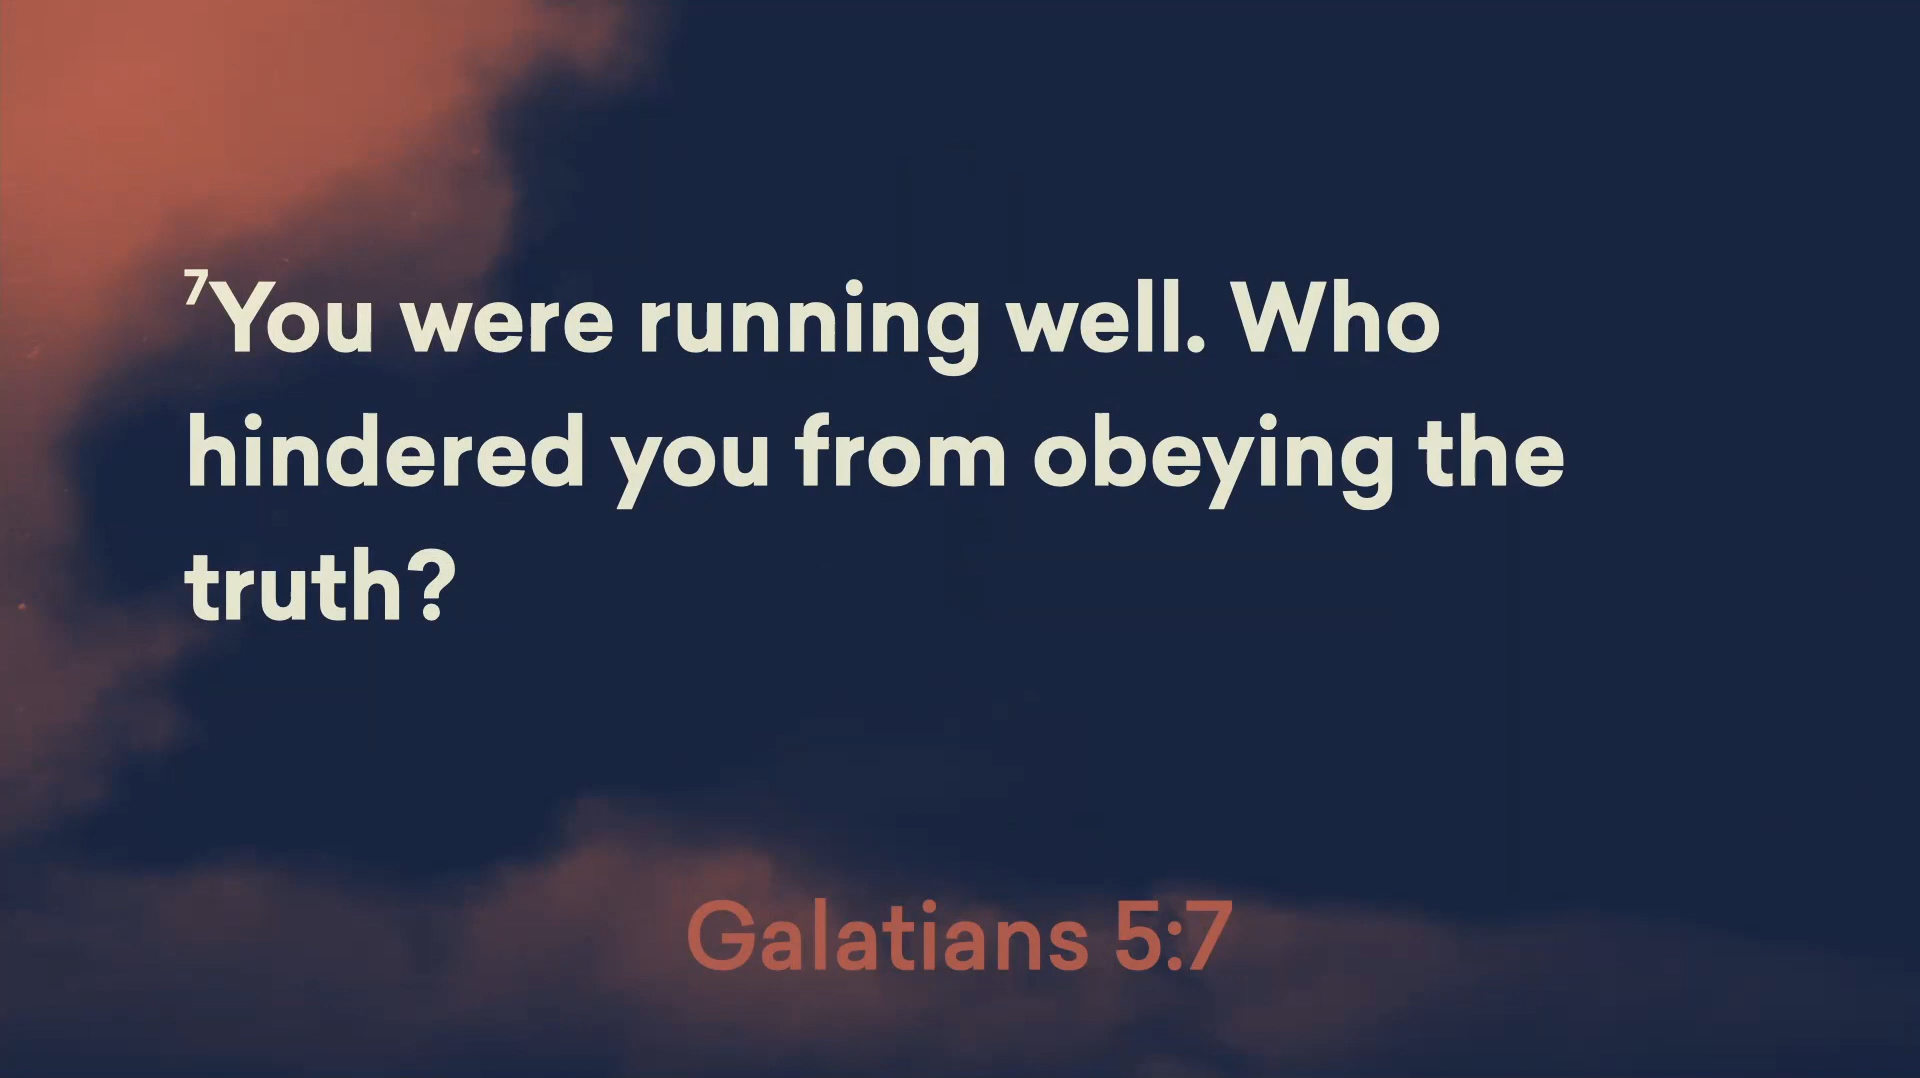 ⁷You were running well. Who
hindered you from obeying the
truth?
Galatians 5:7